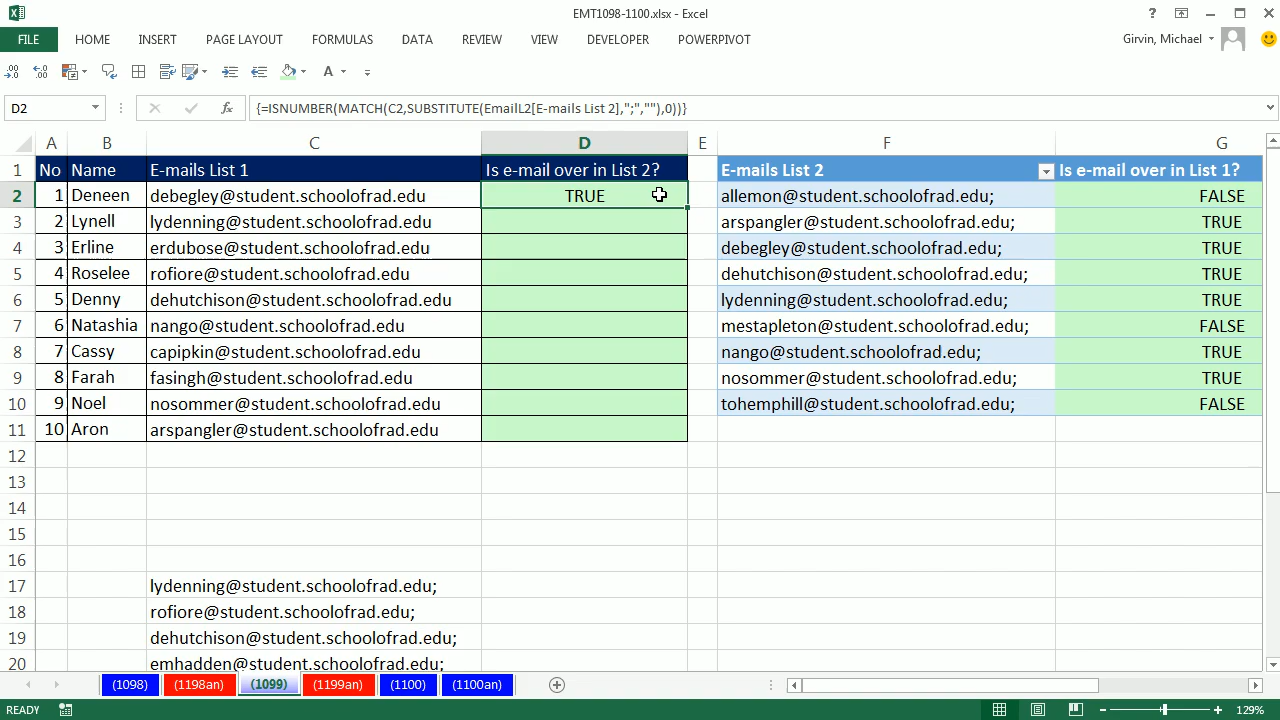 EMT1098-1100.xlsx - Excel
FILE HOME INSERT PAGE LAYOUT FORMULAS DATA REVIEW VIEW DEVELOPER POWERPIVOT Girvin, Michael
D2 fx {=ISNUMBER(MATCH(C2,SUBSTITUTE(EmailL2[E-mails List 2],";",""),0))}
A B C D E F G
1 No Name E-mails List 1 Is e-mail over in List 2? E-mails List 2 Is e-mail over in List 1?
2 1 Deneen debegley@student.schoolofrad.edu TRUE allemon@student.schoolofrad.edu; FALSE
3 2 Lynell lydenning@student.schoolofrad.edu arspangler@student.schoolofrad.edu; TRUE
4 3 Erline erdubose@student.schoolofrad.edu debegley@student.schoolofrad.edu; TRUE
5 4 Roselee rofiore@student.schoolofrad.edu dehutchison@student.schoolofrad.edu; TRUE
6 5 Denny dehutchison@student.schoolofrad.edu lydenning@student.schoolofrad.edu; TRUE
7 6 Natashia nango@student.schoolofrad.edu mestapleton@student.schoolofrad.edu; FALSE
8 7 Cassy capipkin@student.schoolofrad.edu nango@student.schoolofrad.edu; TRUE
9 8 Farah fasingh@student.schoolofrad.edu nosommer@student.schoolofrad.edu; TRUE
10 9 Noel nosommer@student.schoolofrad.edu tohemphill@student.schoolofrad.edu; FALSE
11 10 Aron arspangler@student.schoolofrad.edu
12
13
14
15
16
17 lydenning@student.schoolofrad.edu;
18 rofiore@student.schoolofrad.edu;
19 dehutchison@student.schoolofrad.edu;
20 emhadden@student.schoolofrad.edu;
(1098) (1198an) (1099) (1199an) (1100) (1100an)
READY 129%